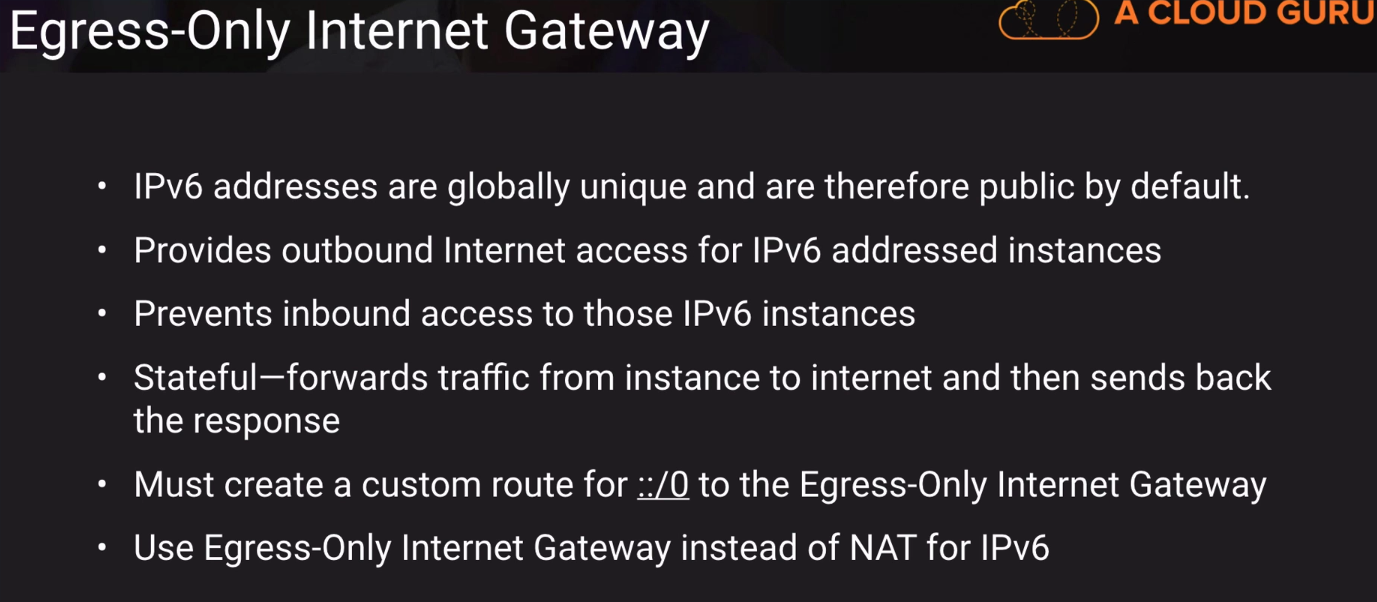 Egress-Only Internet Gateway
A CLOUD GURU
• IPv6 addresses are globally unique and are therefore public by default.
• Provides outbound Internet access for IPv6 addressed instances
• Prevents inbound access to those IPv6 instances
• Stateful—forwards traffic from instance to internet and then sends back
the response
• Must create a custom route for ::/0 to the Egress-Only Internet Gateway
• Use Egress-Only Internet Gateway instead of NAT for IPv6